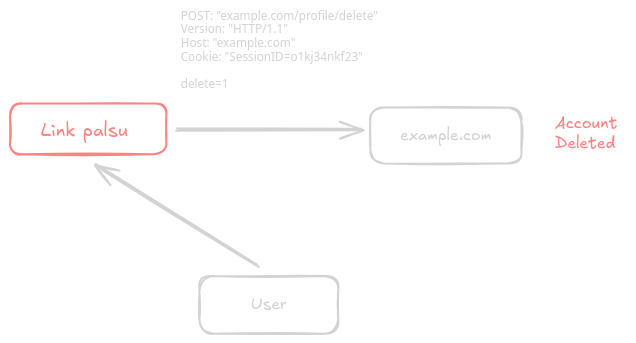 POST: "example.com/profile/delete"
Version: "HTTP/1.1"
Host: "example.com"
Cookie: "SessionID=o1kj34nkf23"
delete=1
Link palsu
example.com
Account
Deleted
User